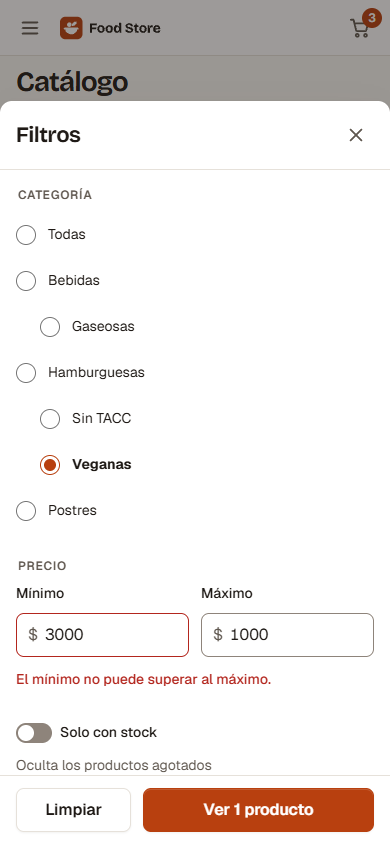 Food Store
3
Catálogo
Filtros
CATEGORÍA
Todas
Bebidas
Gaseosas
Hamburguesas
Sin TACC
Veganas
Postres
PRECIO
Mínimo Máximo
$ 3000 $ 1000
El mínimo no puede superar al máximo.
Solo con stock
Oculta los productos agotados
Limpiar Ver 1 producto